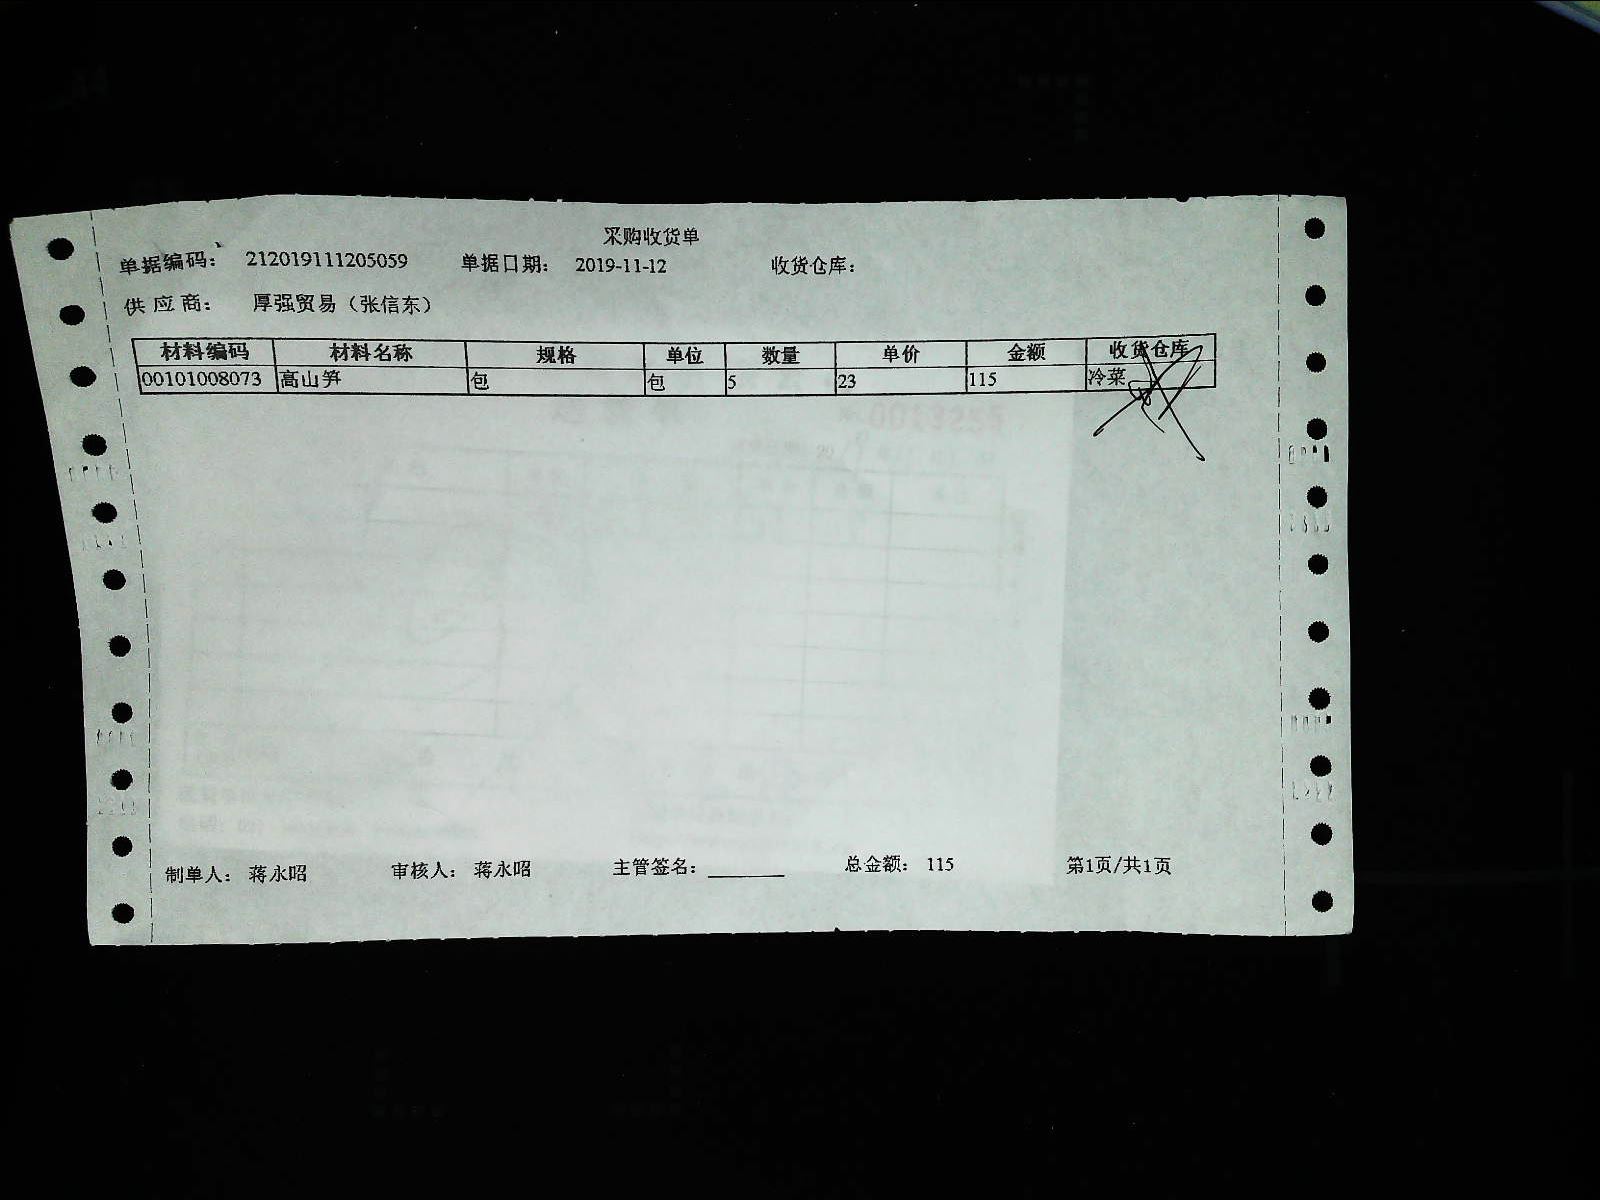 采购收货单
单据编码： 212019111205059 单据日期： 2019-11-12 收货仓库：
供 应 商： 厚强贸易（张信东）
材料编码 材料名称 规格 单位 数量 单价 金额 收货仓库
00101008073 高山笋 包 包 5 23 115 冷菜
制单人： 蒋永昭 审核人： 蒋永昭 主管签名：________ 总金额： 115 第1页/共1页